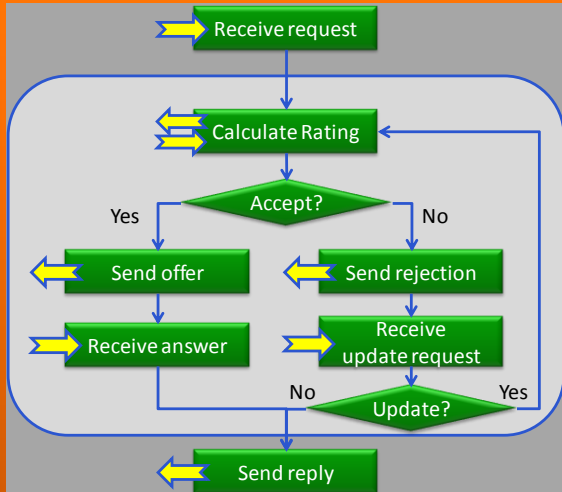 Receive request
Calculate Rating
Accept?
Yes
No
Send offer
Send rejection
Receive answer
Receive
update request
No
Update?
Yes
Send reply